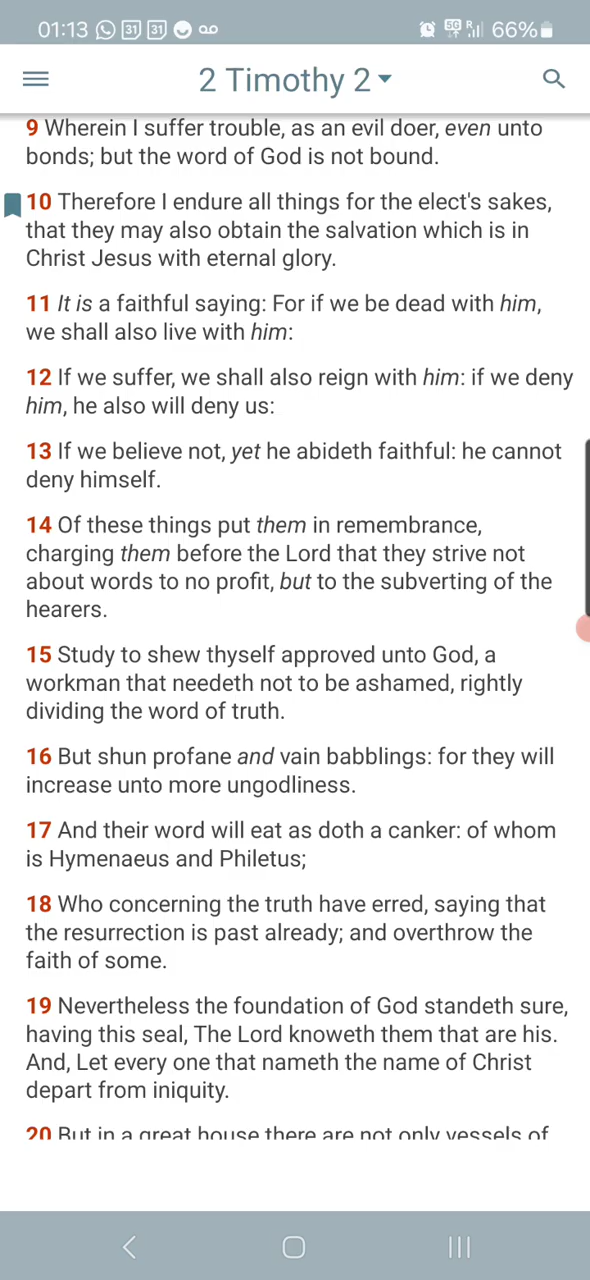 01:13 31 31 5G R 66%
2 Timothy 2
9 Wherein I suffer trouble, as an evil doer, even unto
bonds; but the word of God is not bound.
10 Therefore I endure all things for the elect's sakes,
that they may also obtain the salvation which is in
Christ Jesus with eternal glory.
11 It is a faithful saying: For if we be dead with him,
we shall also live with him:
12 If we suffer, we shall also reign with him: if we deny
him, he also will deny us:
13 If we believe not, yet he abideth faithful: he cannot
deny himself.
14 Of these things put them in remembrance,
charging them before the Lord that they strive not
about words to no profit, but to the subverting of the
hearers.
15 Study to shew thyself approved unto God, a
workman that needeth not to be ashamed, rightly
dividing the word of truth.
16 But shun profane and vain babblings: for they will
increase unto more ungodliness.
17 And their word will eat as doth a canker: of whom
is Hymenaeus and Philetus;
18 Who concerning the truth have erred, saying that
the resurrection is past already; and overthrow the
faith of some.
19 Nevertheless the foundation of God standeth sure,
having this seal, The Lord knoweth them that are his.
And, Let every one that nameth the name of Christ
depart from iniquity.
20 But in a great house there are not only vessels of